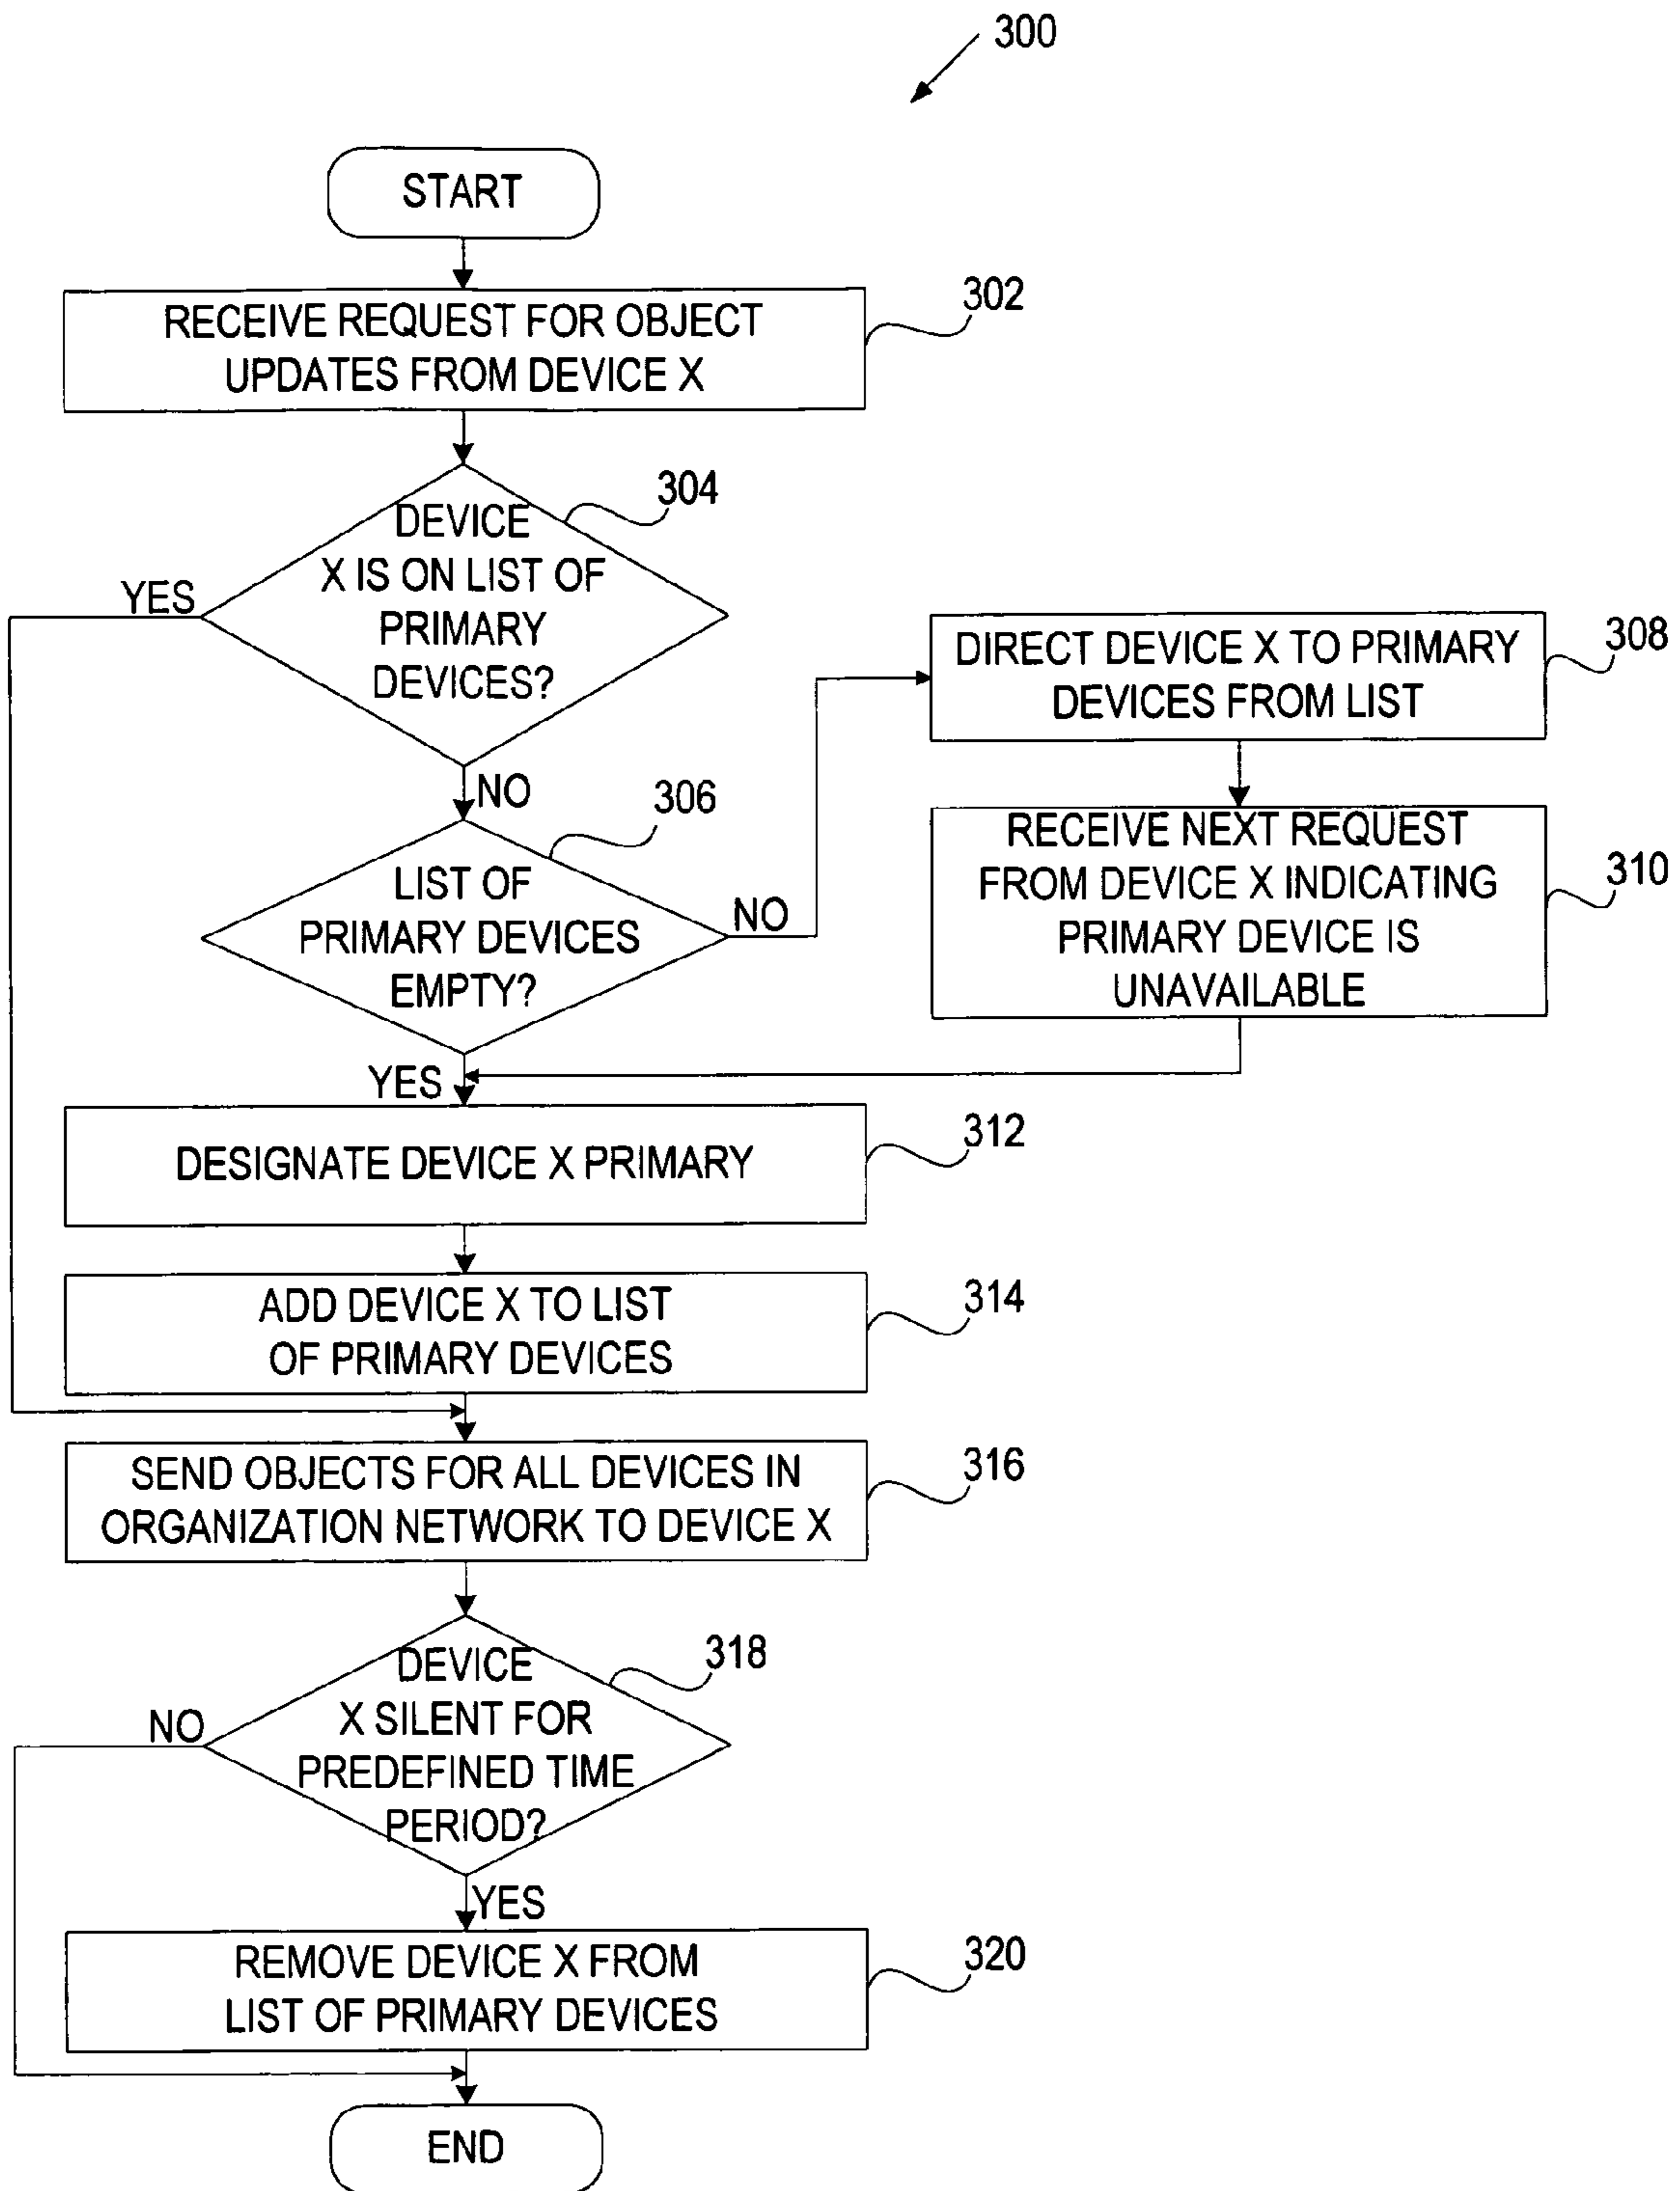 300
START
RECEIVE REQUEST FOR OBJECT
UPDATES FROM DEVICE X
302
DEVICE
X IS ON LIST OF
PRIMARY
DEVICES?
304
YES
NO
LIST OF
PRIMARY DEVICES
EMPTY?
306
NO
DIRECT DEVICE X TO PRIMARY
DEVICES FROM LIST
308
RECEIVE NEXT REQUEST
FROM DEVICE X INDICATING
PRIMARY DEVICE IS
UNAVAILABLE
310
YES
DESIGNATE DEVICE X PRIMARY
312
ADD DEVICE X TO LIST
OF PRIMARY DEVICES
314
SEND OBJECTS FOR ALL DEVICES IN
ORGANIZATION NETWORK TO DEVICE X
316
DEVICE
X SILENT FOR
PREDEFINED TIME
PERIOD?
318
NO
YES
REMOVE DEVICE X FROM
LIST OF PRIMARY DEVICES
320
END